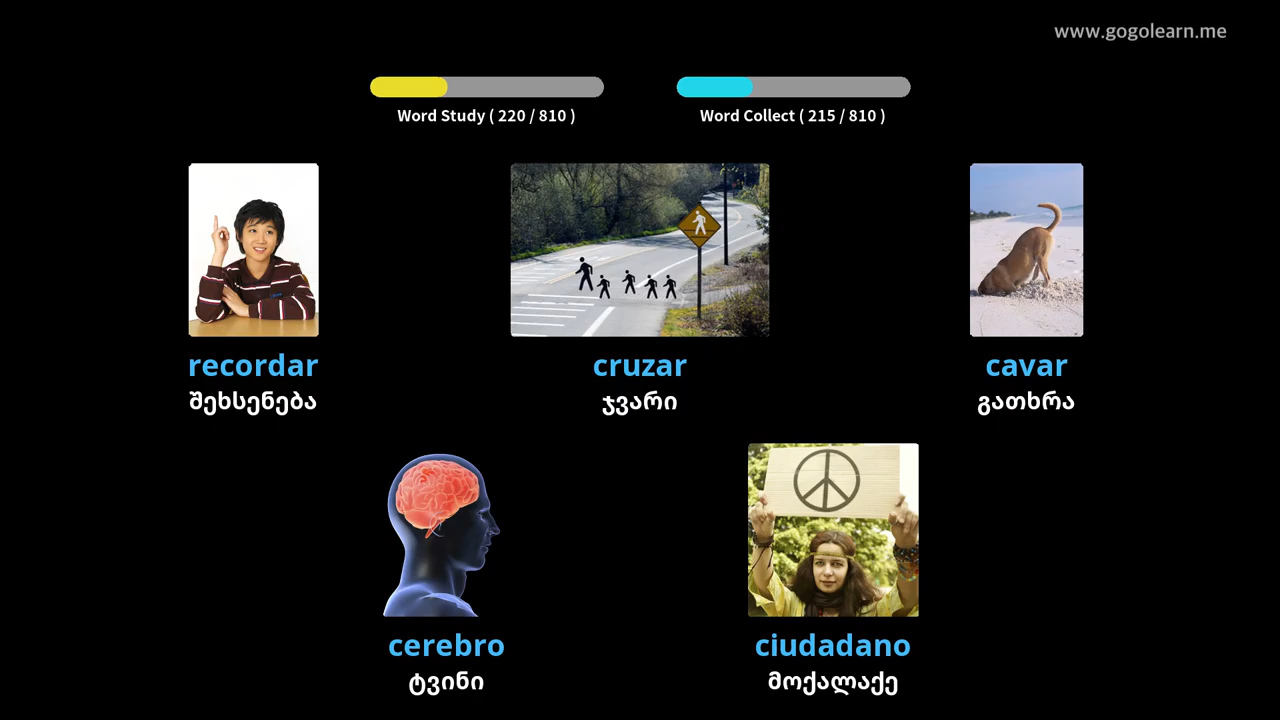 www.gogolearn.me
Word Study ( 220 / 810 )
Word Collect ( 215 / 810 )
recordar
შეხსენება
cruzar
ჯვარი
cavar
გათხრა
cerebro
ტვინი
ciudadano
მოქალაქე